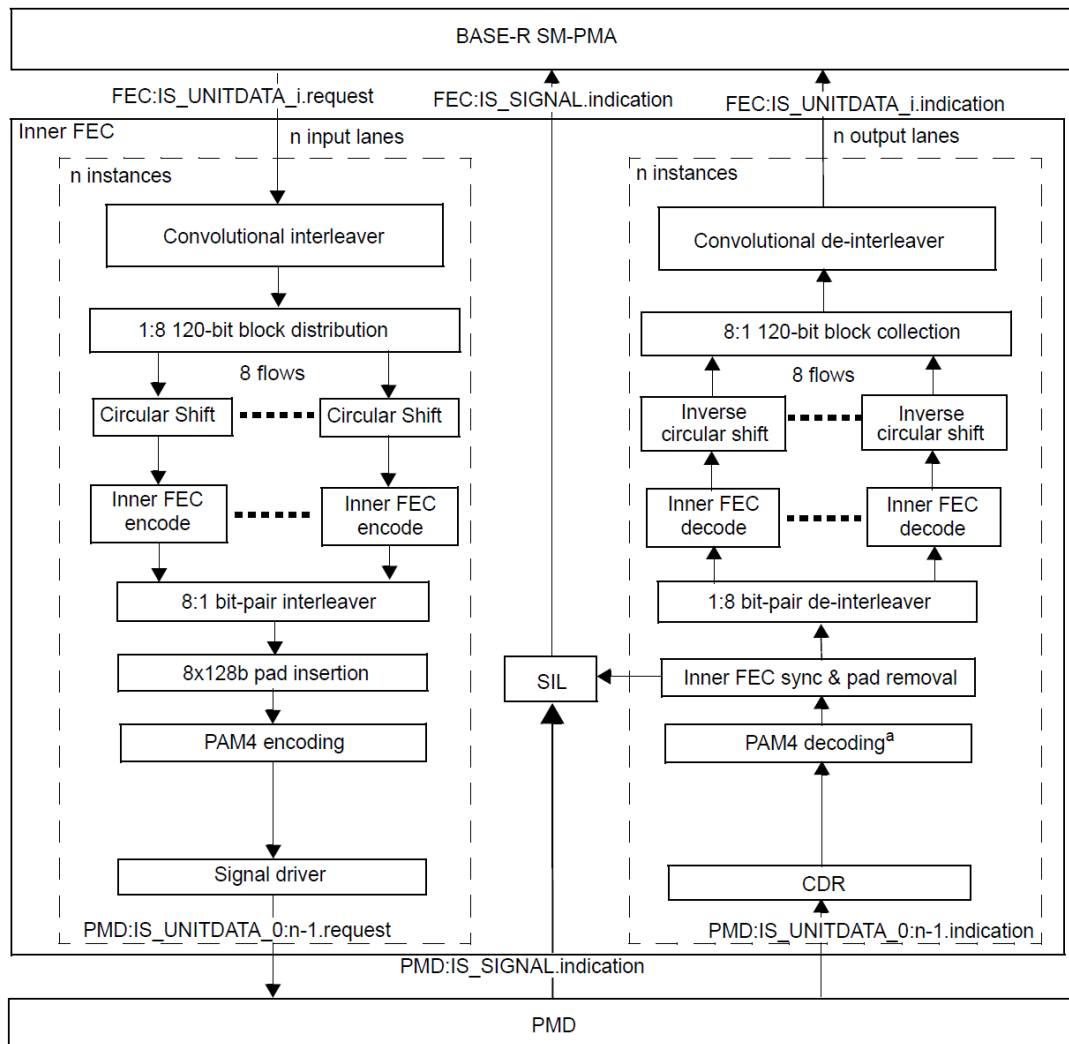 BASE-R SM-PMA
FEC:IS_UNITDATA_i.request
FEC:IS_SIGNAL.indication
FEC:IS_UNITDATA_i.indication
Inner FEC
n input lanes
n output lanes
n instances
Convolutional interleaver
1:8 120-bit block distribution
8 flows
Circular Shift
Circular Shift
Inner FEC
encode
Inner FEC
encode
8:1 bit-pair interleaver
8x128b pad insertion
PAM4 encoding
Signal driver
PMD:IS_UNITDATA_0:n-1.request
SIL
n instances
Convolutional de-interleaver
8:1 120-bit block collection
8 flows
Inverse
circular shift
Inverse
circular shift
Inner FEC
decode
Inner FEC
decode
1:8 bit-pair de-interleaver
Inner FEC sync & pad removal
PAM4 decodingᵃ
CDR
PMD:IS_UNITDATA_0:n-1.indication
PMD:IS_SIGNAL.indication
PMD